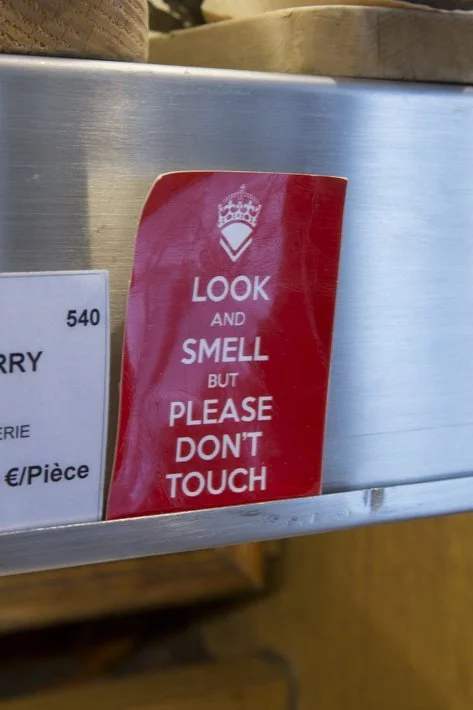 540
RRY
ERIE
€/Pièce
LOOK
AND
SMELL
BUT
PLEASE
DON'T
TOUCH